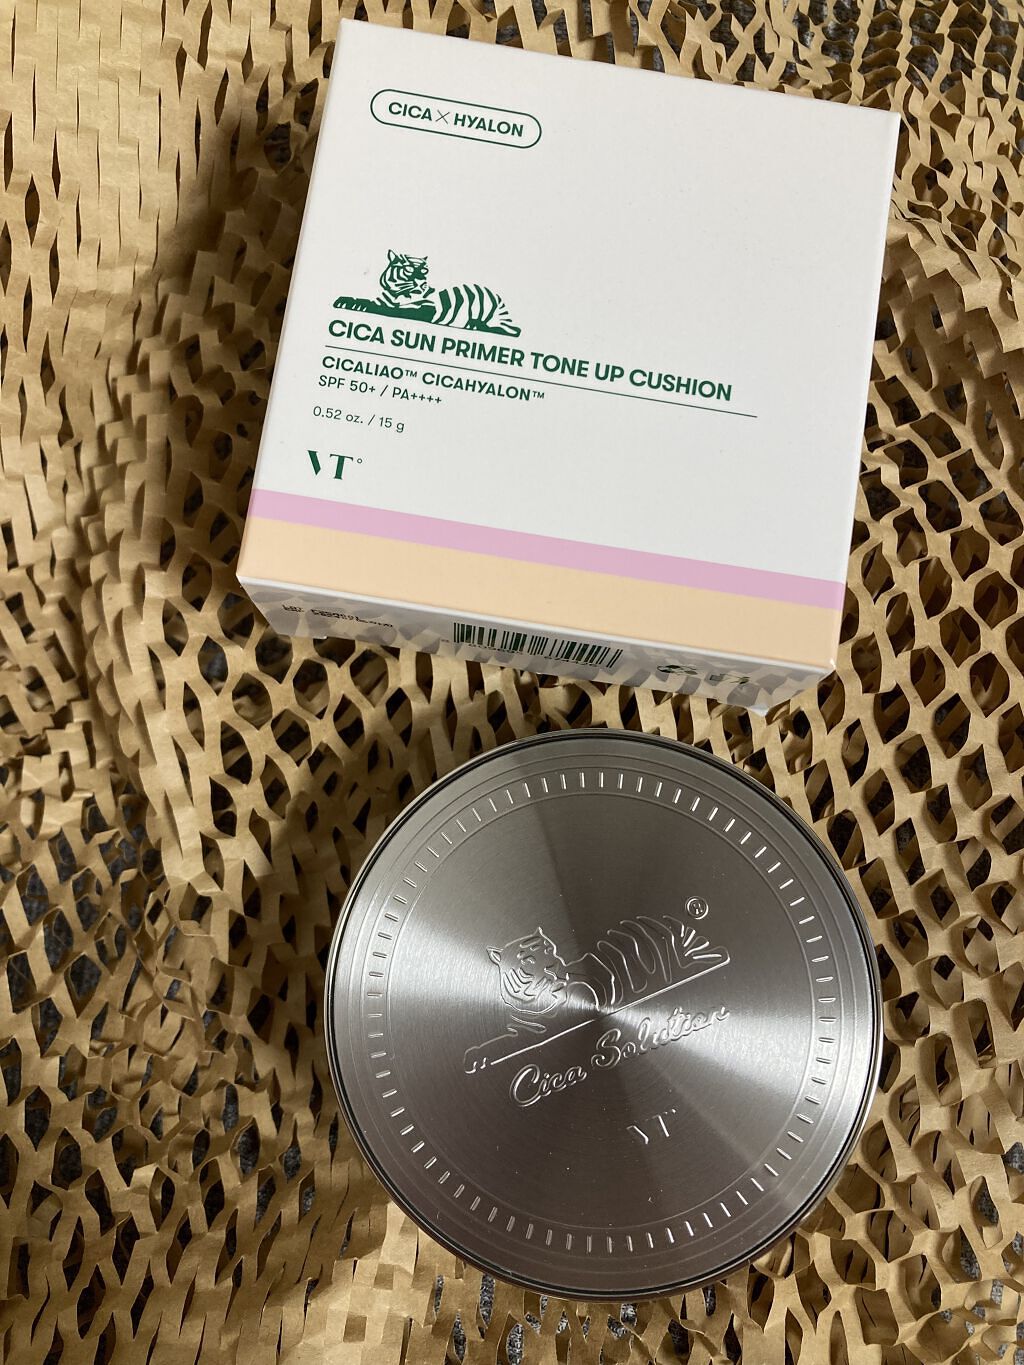 CICA×HYALON
CICA SUN PRIMER TONE UP CUSHION
CICALIAO™ CICAHYALON™
SPF 50+ / PA++++
0.52 oz. / 15 g
VT°
®
Cica Solution
VT°